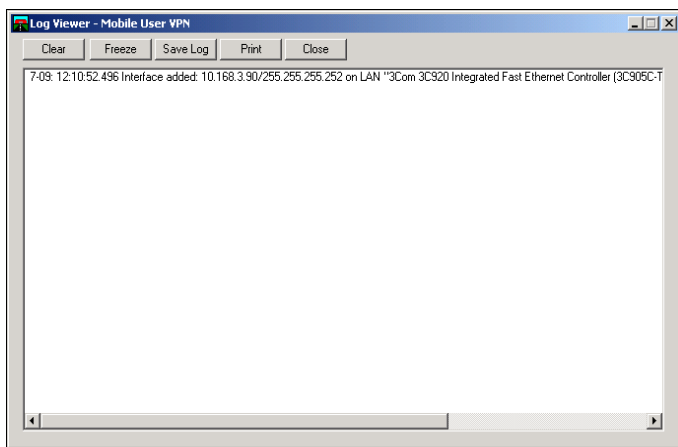 Log Viewer - Mobile User VPN
Clear Freeze Save Log Print Close
7-09: 12:10:52.496 Interface added: 10.168.3.90/255.255.255.252 on LAN "3Com 3C920 Integrated Fast Ethernet Controller (3C905C-T